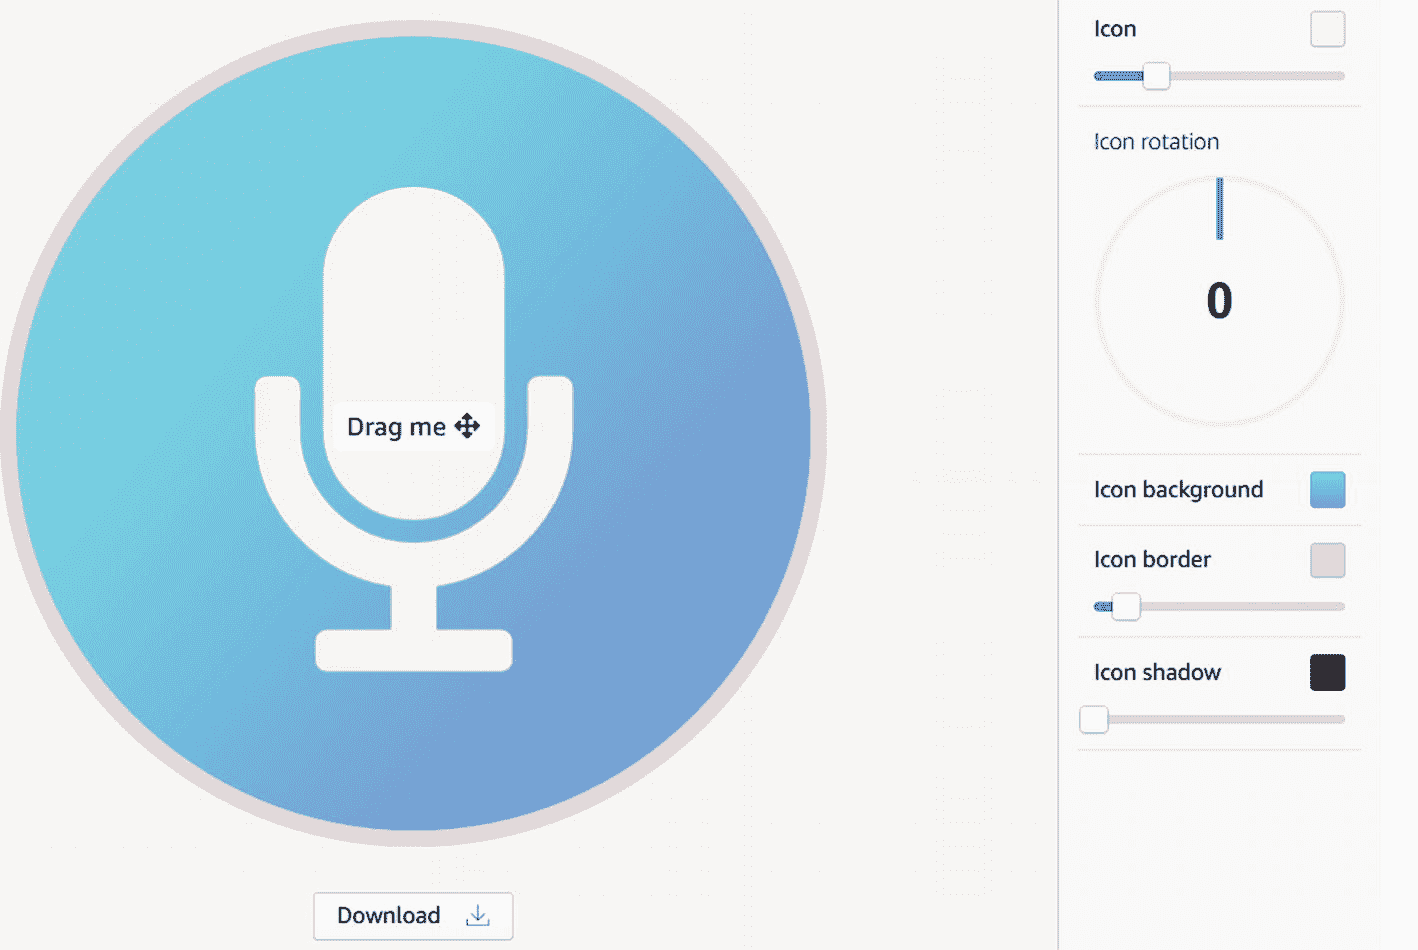 Icon
Icon rotation
0
Drag me
Icon background
Icon border
Icon shadow
Download